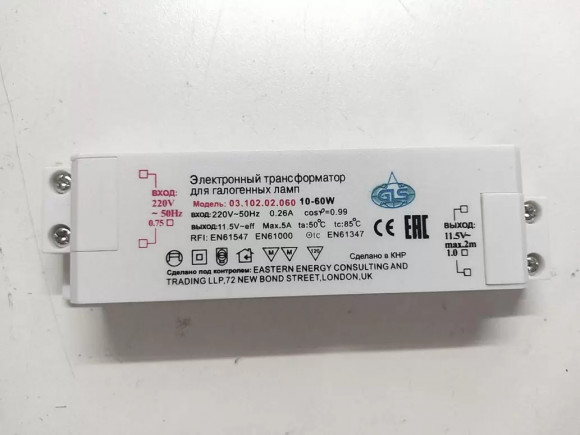 Электронный трансформатор
для галогенных ламп
Модель: 03.102.02.060 10-60W
вход:220V~50Hz 0.26A cosφ=0.99
выход:11.5V~eff Max.5A ta:50°C tc:85°C
RFI: EN61547 EN61000 EN61347
Сделано в КНР
Сделано под контролем: EASTERN ENERGY CONSULTING AND
TRADING LLP,72 NEW BOND STREET,LONDON,UK
ВХОД:
220V
~ 50Hz
0.75
GLS
CE EAC
M M 120
ВЫХОД:
11.5V~
max.2m
1.0